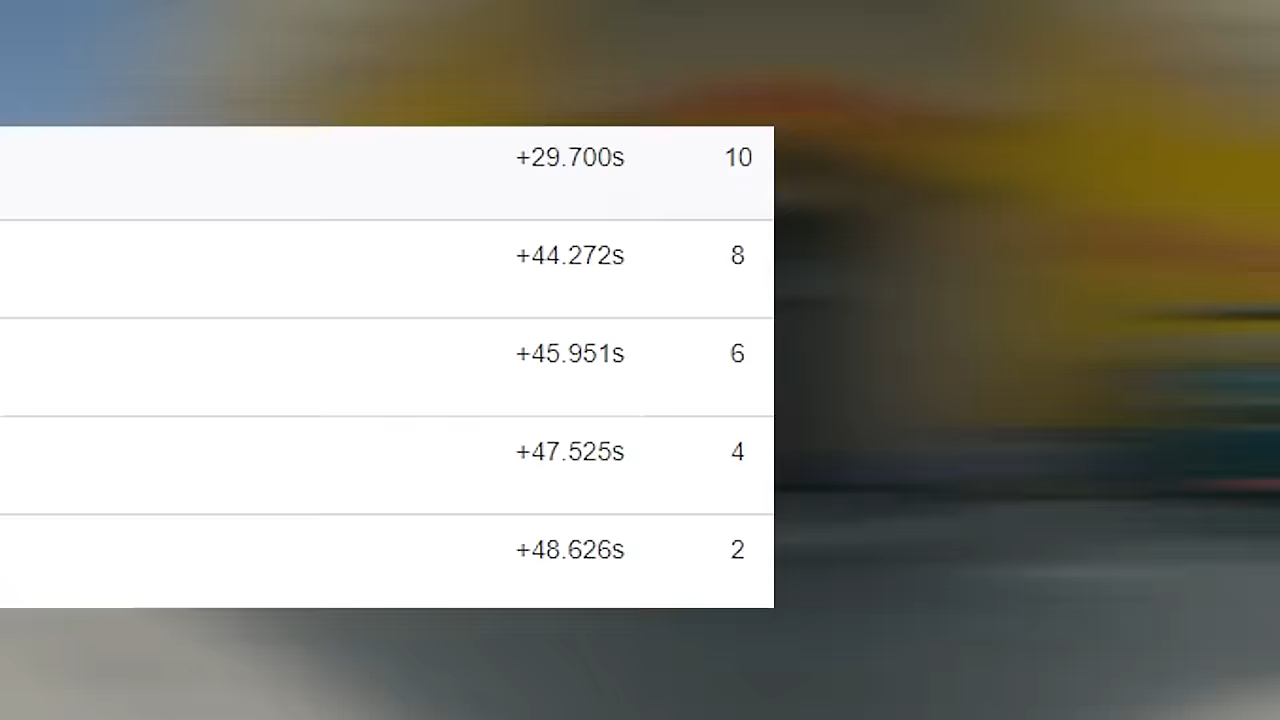 +29.700s 10
+44.272s 8
+45.951s 6
+47.525s 4
+48.626s 2